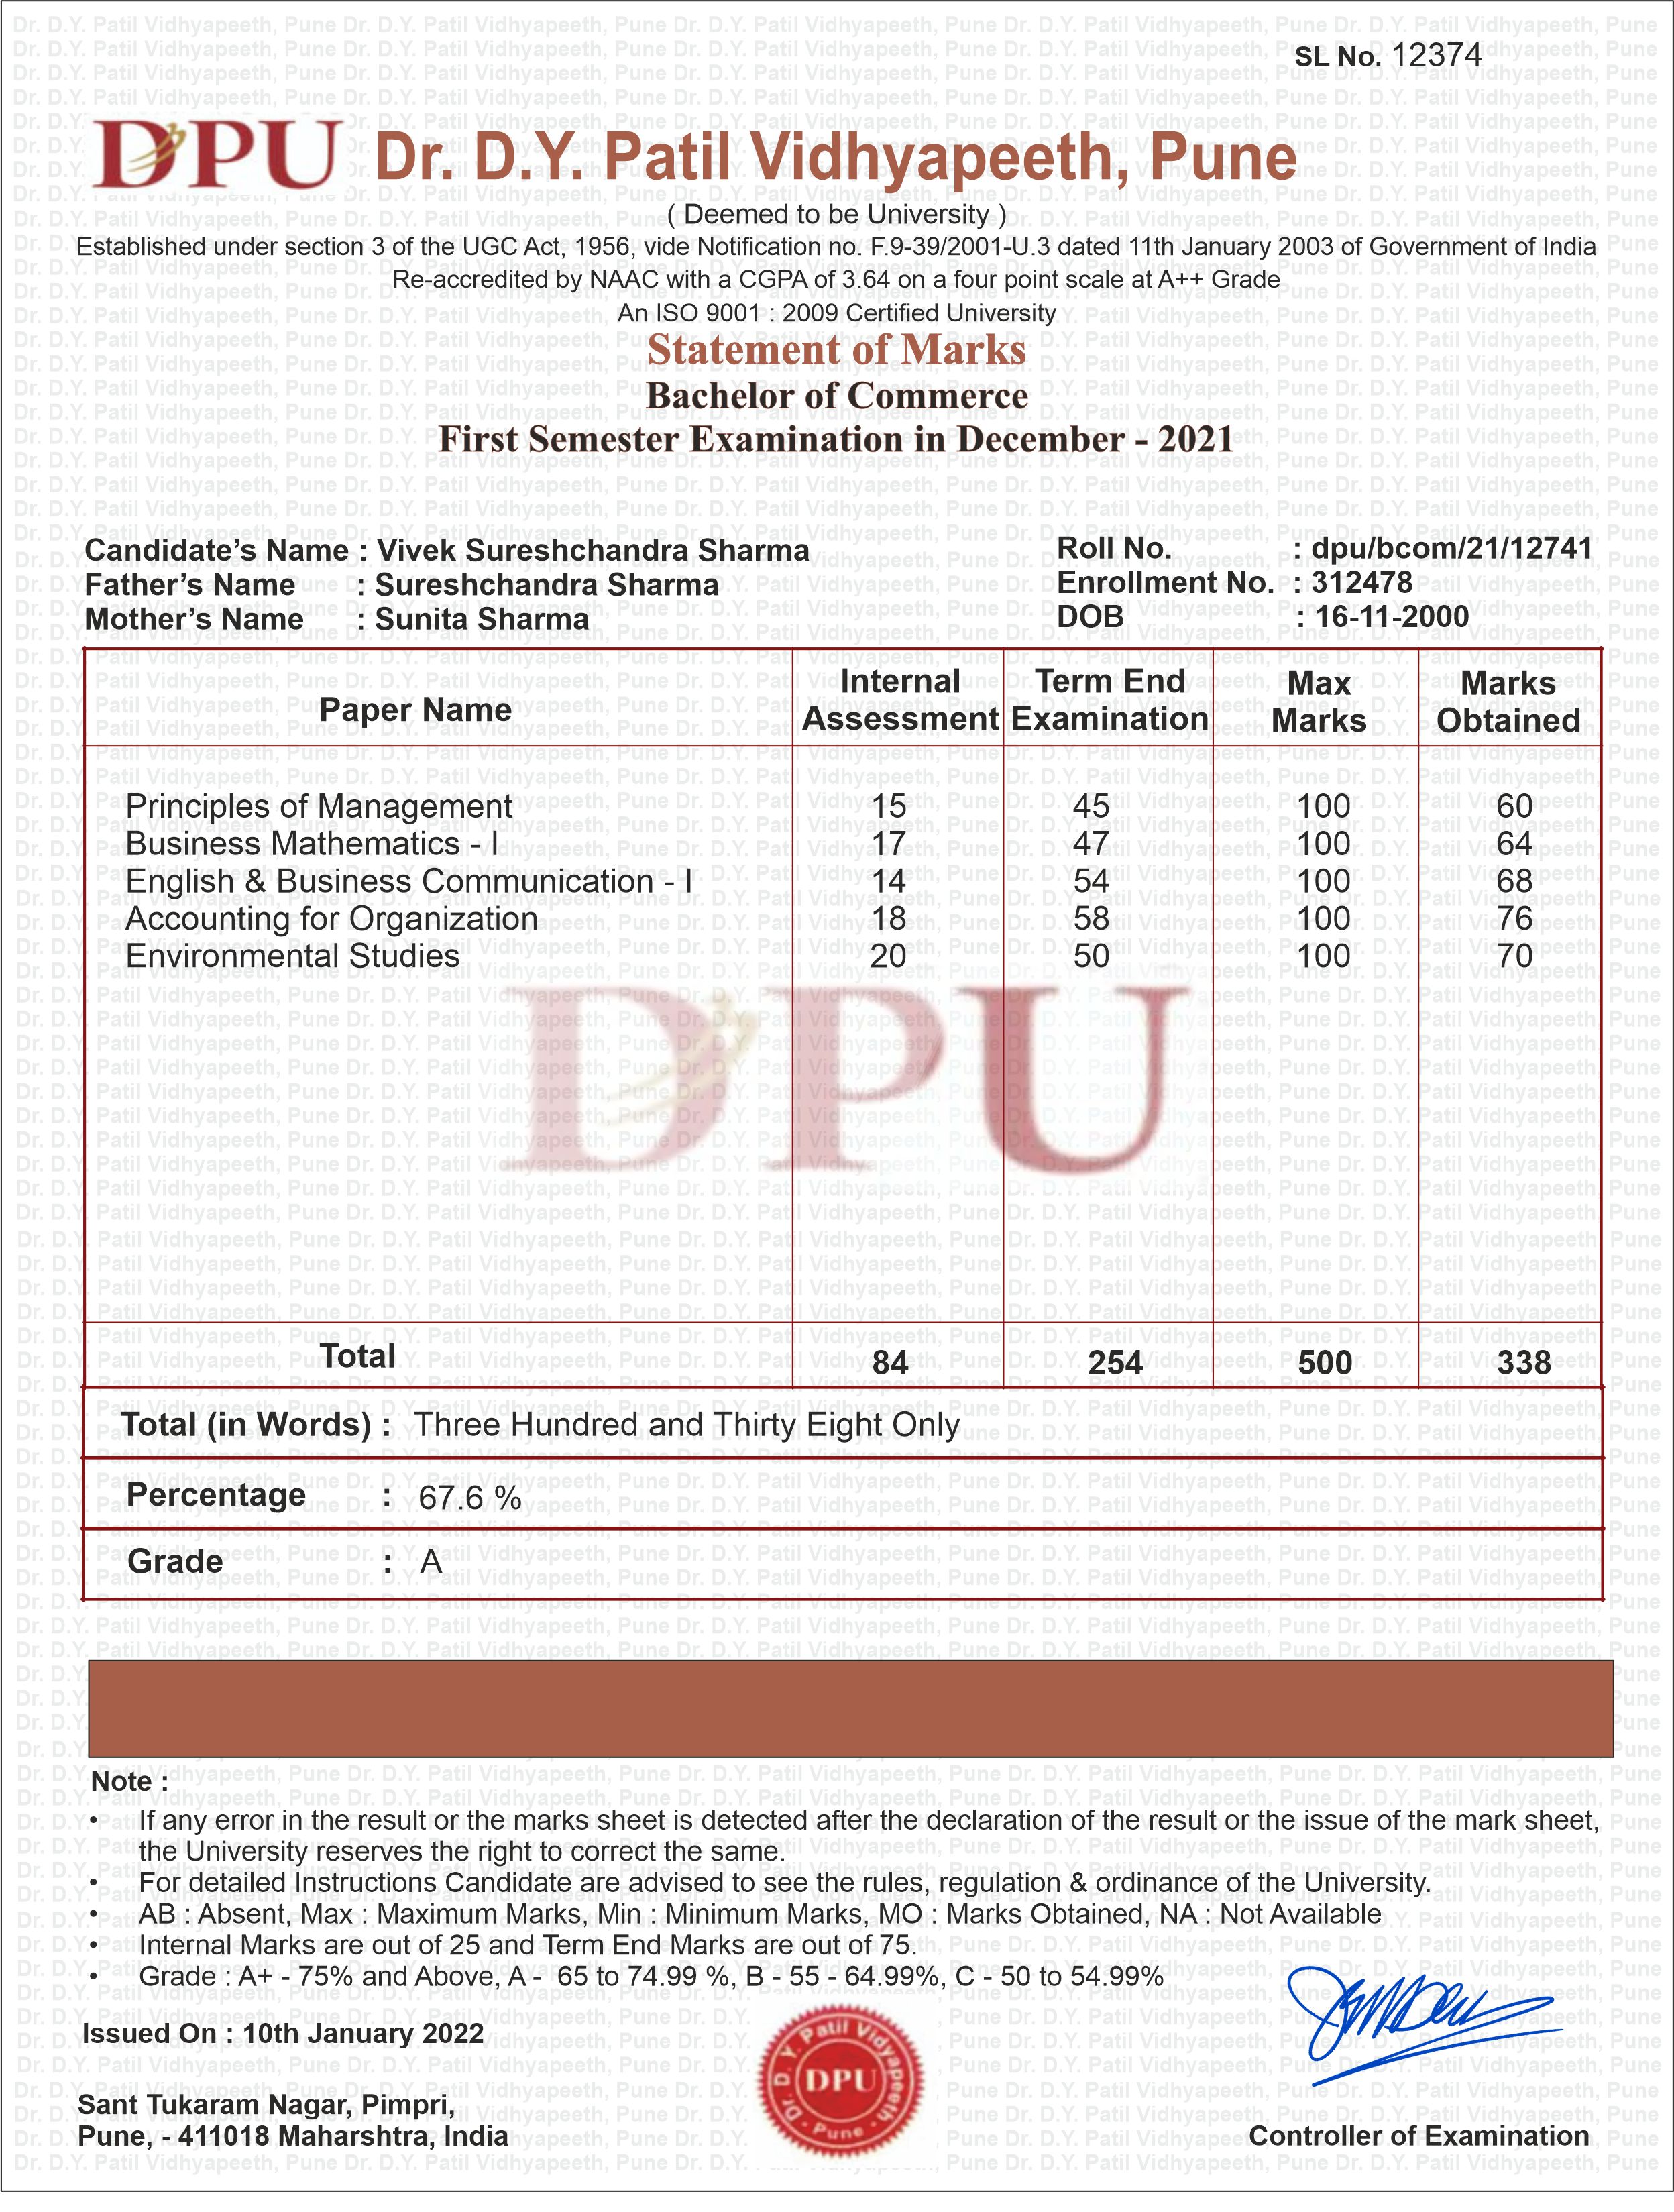 SL No. 12374
DPU Dr. D.Y. Patil Vidhyapeeth, Pune
( Deemed to be University )
Established under section 3 of the UGC Act, 1956, vide Notification no. F.9-39/2001-U.3 dated 11th January 2003 of Government of India
Re-accredited by NAAC with a CGPA of 3.64 on a four point scale at A++ Grade
An ISO 9001 : 2009 Certified University
Statement of Marks
Bachelor of Commerce
First Semester Examination in December - 2021
Candidate's Name : Vivek Sureshchandra Sharma Roll No. : dpu/bcom/21/12741
Father's Name : Sureshchandra Sharma Enrollment No. : 312478
Mother's Name : Sunita Sharma DOB : 16-11-2000
Paper Name Internal Assessment Term End Examination Max Marks Marks Obtained
Principles of Management 15 45 100 60
Business Mathematics - I 17 47 100 64
English & Business Communication - I 14 54 100 68
Accounting for Organization 18 58 100 76
Environmental Studies 20 50 100 70
DPU
Total 84 254 500 338
Total (in Words) : Three Hundred and Thirty Eight Only
Percentage : 67.6 %
Grade : A
Note :
• If any error in the result or the marks sheet is detected after the declaration of the result or the issue of the mark sheet,
the University reserves the right to correct the same.
• For detailed Instructions Candidate are advised to see the rules, regulation & ordinance of the University.
• AB : Absent, Max : Maximum Marks, Min : Minimum Marks, MO : Marks Obtained, NA : Not Available
• Internal Marks are out of 25 and Term End Marks are out of 75.
• Grade : A+ - 75% and Above, A - 65 to 74.99 %, B - 55 - 64.99%, C - 50 to 54.99%
Issued On : 10th January 2022
Dr. D. Y. Patil Vidyapeeth
DPU
- Pune -
Sant Tukaram Nagar, Pimpri,
Pune, - 411018 Maharshtra, India
Controller of Examination